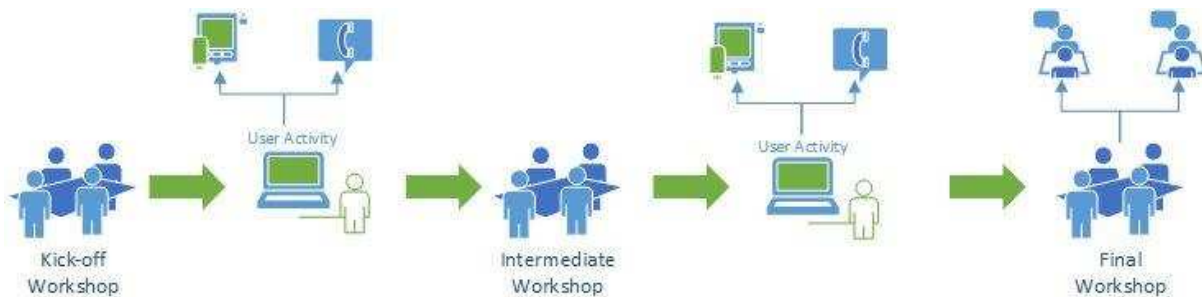 User Activity
User Activity
Kick-off
Workshop
Intermediate
Workshop
Final
Workshop